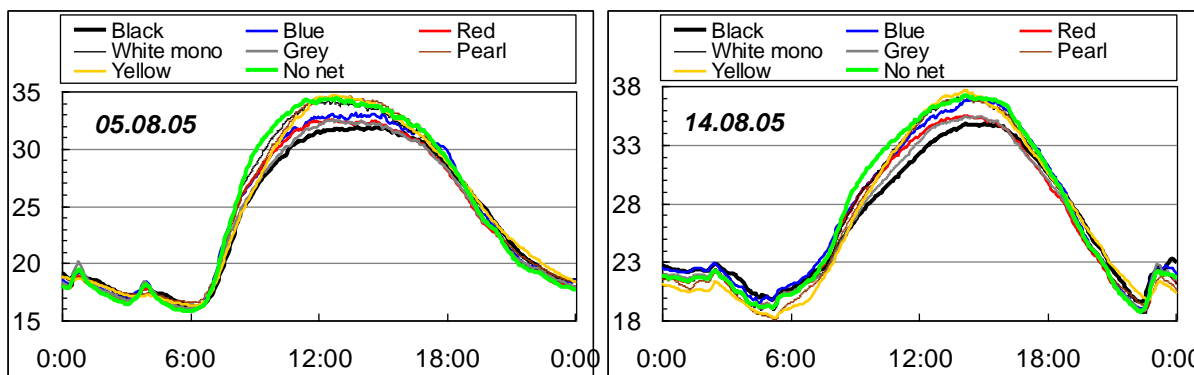 Black Blue Red
White mono Grey Pearl
Yellow No net
35
30
25
20
15
05.08.05
0:00 6:00 12:00 18:00 0:00
Black Blue Red
White mono Grey Pearl
Yellow No net
38
33
28
23
18
14.08.05
0:00 6:00 12:00 18:00 0:00